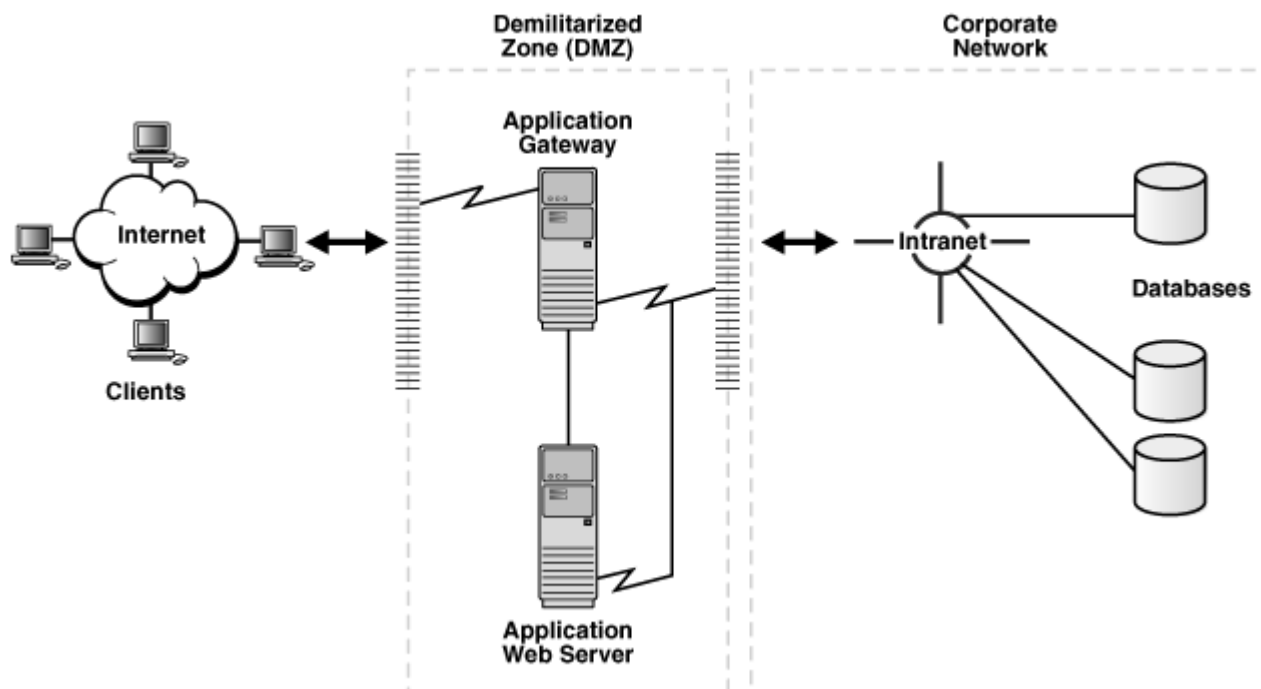 Demilitarized
Zone (DMZ)
Corporate
Network
Application
Gateway
Internet
Intranet
Databases
Clients
Application
Web Server